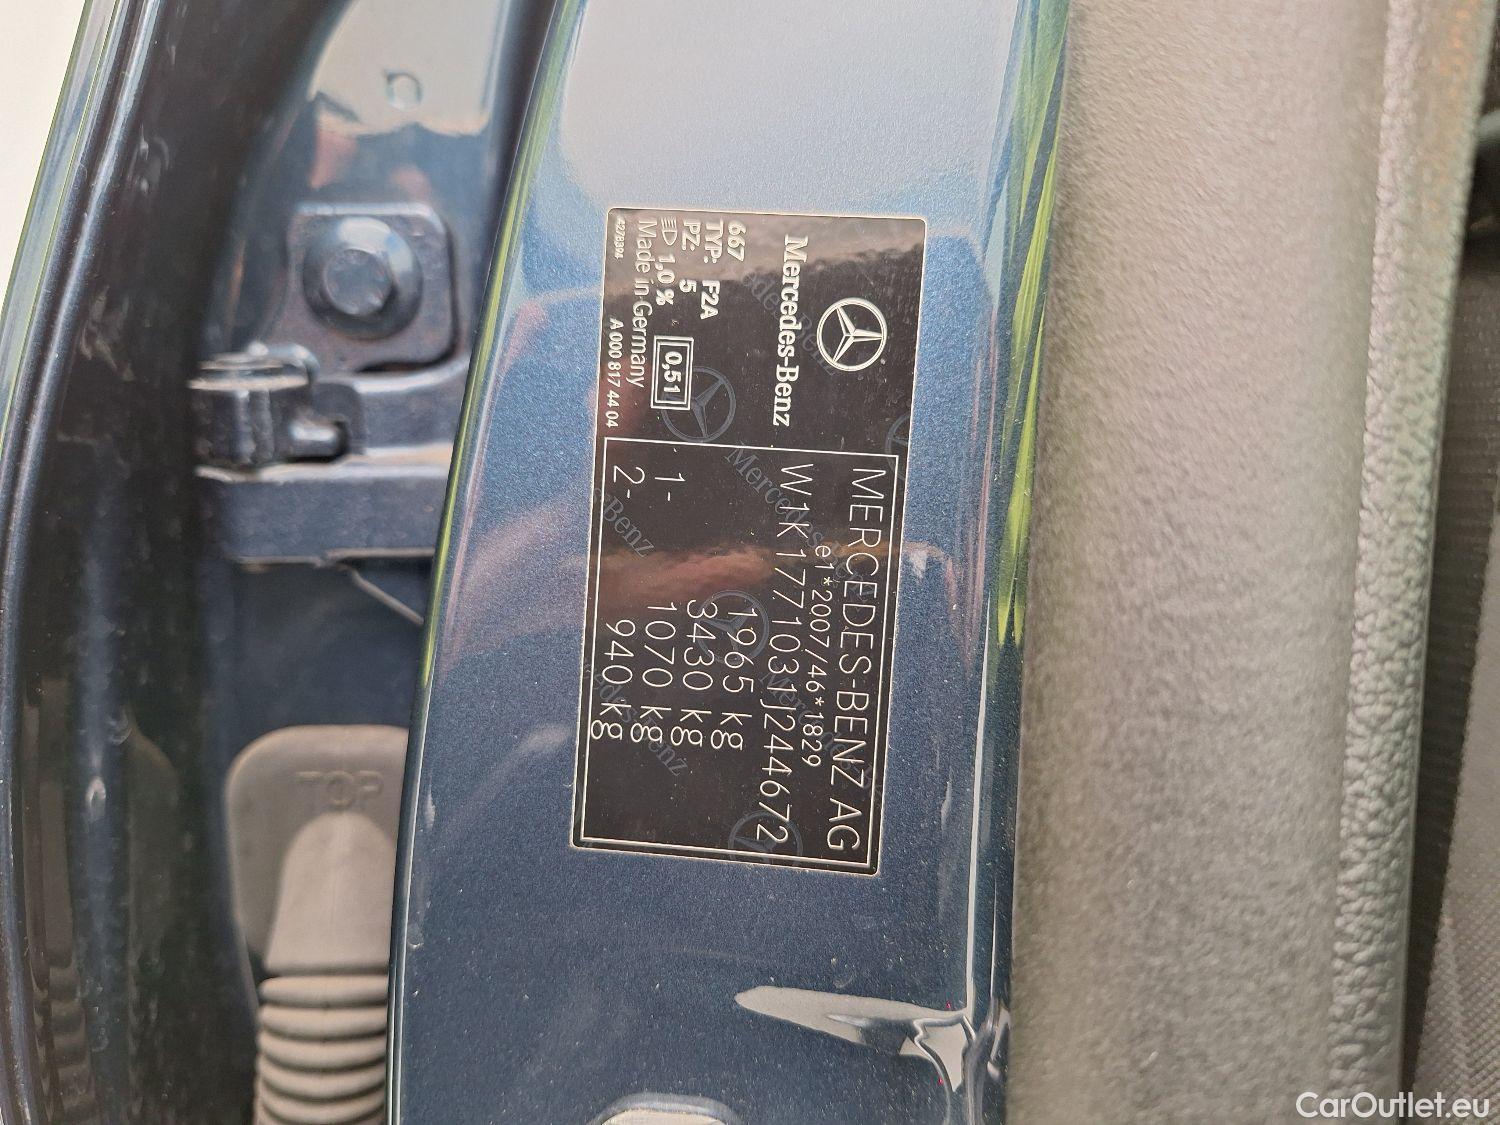 Mercedes-Benz
667
TYP: F2A
PZ: 5
1,0% 0,51
Made in Germany
4278394 A 000 817 44 04
MERCEDES-BENZ AG
e1*2007/46*1829
W1K1771031J244672
1965 kg
3430 kg
1- 1070 kg
2- 940 kg
TOP
CarOutlet.eu